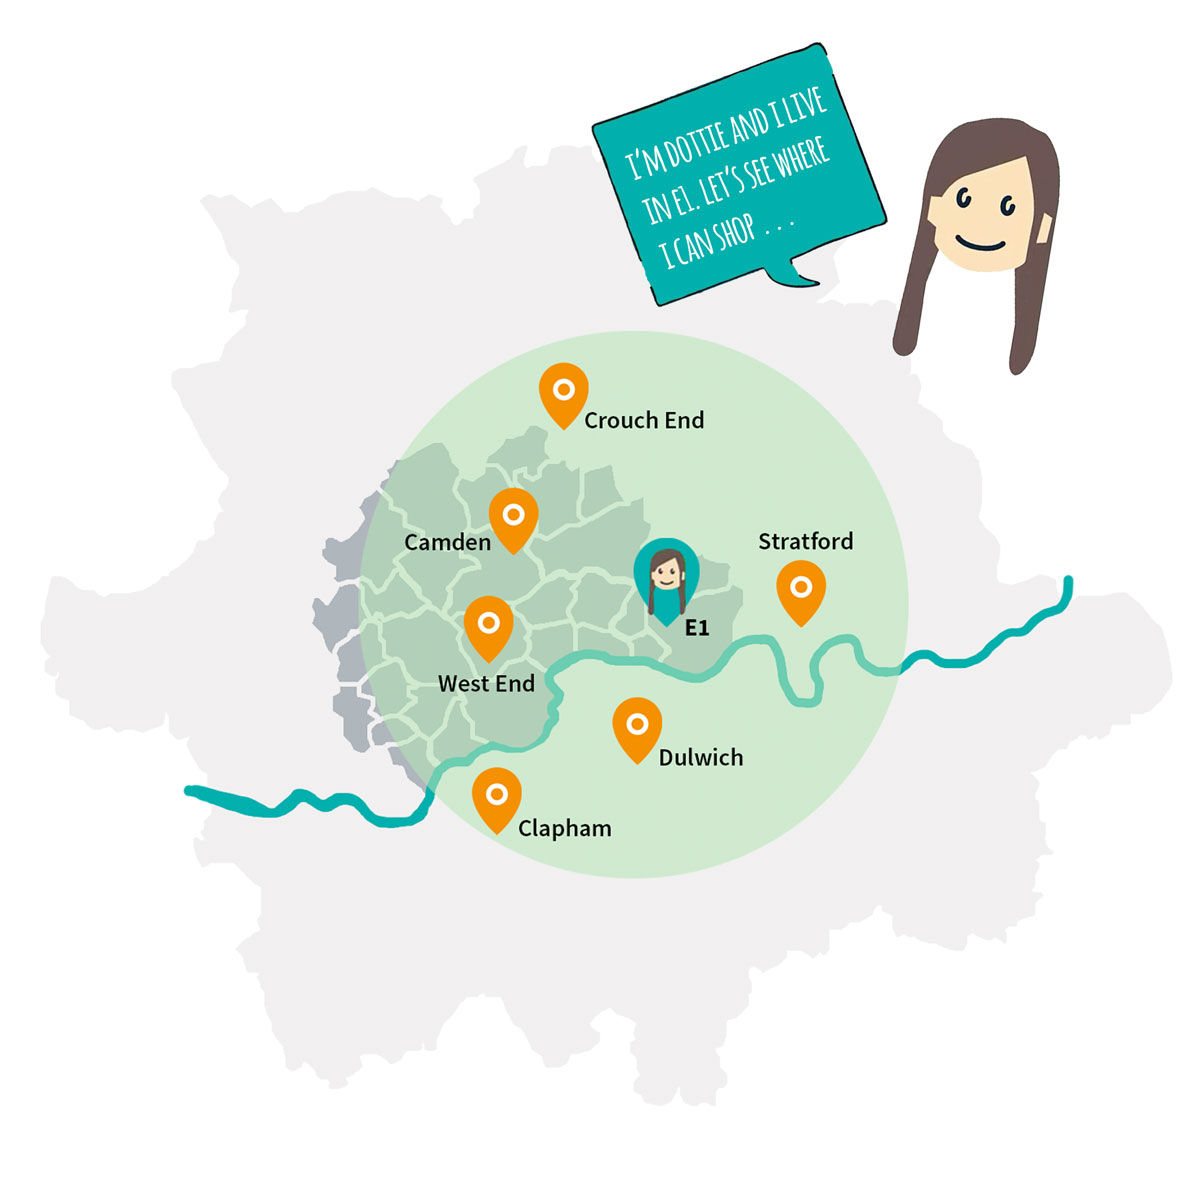 I'M DOTTIE AND I LIVE
IN E1. LET'S SEE WHERE
I CAN SHOP ...
Crouch End
Camden
Stratford
E1
West End
Dulwich
Clapham